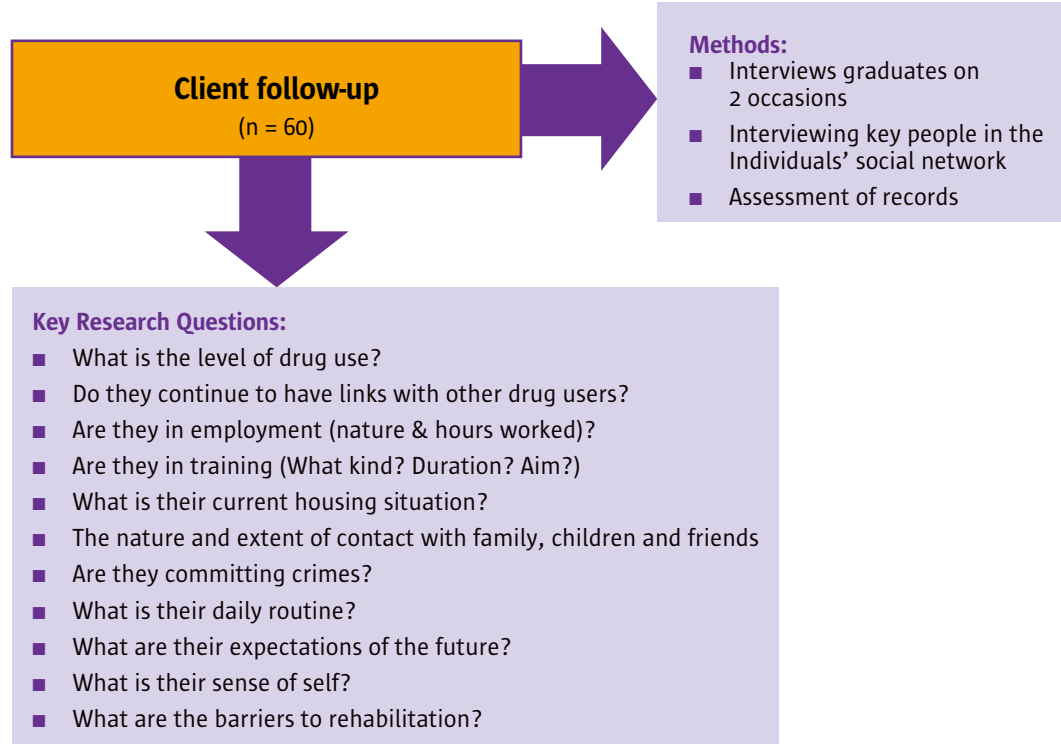 Client follow-up
(n = 60)
Methods:
■ Interviews graduates on
2 occasions
■ Interviewing key people in the
Individuals’ social network
■ Assessment of records
Key Research Questions:
■ What is the level of drug use?
■ Do they continue to have links with other drug users?
■ Are they in employment (nature & hours worked)?
■ Are they in training (What kind? Duration? Aim?)
■ What is their current housing situation?
■ The nature and extent of contact with family, children and friends
■ Are they committing crimes?
■ What is their daily routine?
■ What are their expectations of the future?
■ What is their sense of self?
■ What are the barriers to rehabilitation?